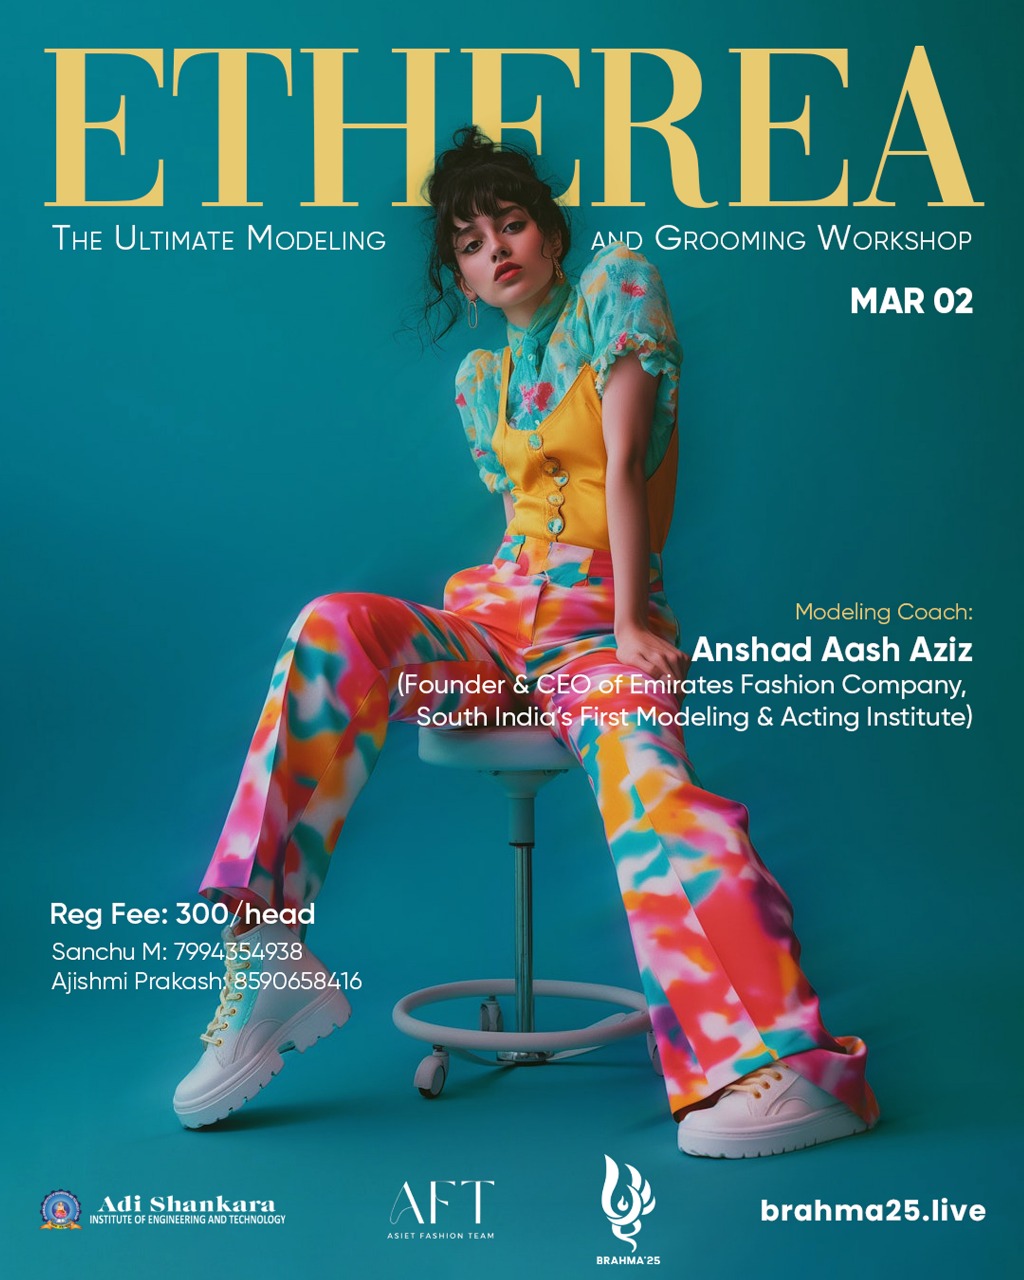 ETHEREA
The Ultimate Modeling and Grooming Workshop
MAR 02
Modeling Coach:
Anshad Aash Aziz
(Founder & CEO of Emirates Fashion Company,
South India's First Modeling & Acting Institute)
Reg Fee: 300/head
Sanchu M: 7994354938
Ajishmi Prakash: 8590658416
Adi Shankara
INSTITUTE OF ENGINEERING AND TECHNOLOGY
AFT
ASIET FASHION TEAM
BRAHMA'25
brahma25.live